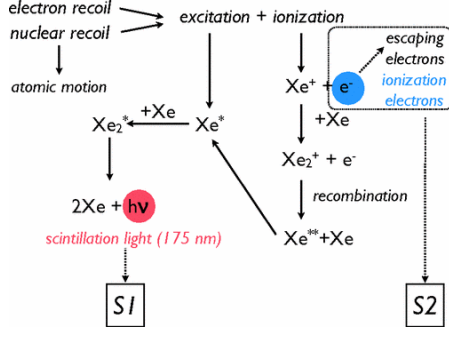 electron recoil
nuclear recoil
excitation + ionization
atomic motion
escaping
electrons
ionization
electrons
Xe⁺ + e⁻
+Xe
+Xe
Xe₂* Xe*
Xe₂⁺ + e⁻
recombination
2Xe + hν
Xe**+Xe
scintillation light (175 nm)
S1
S2